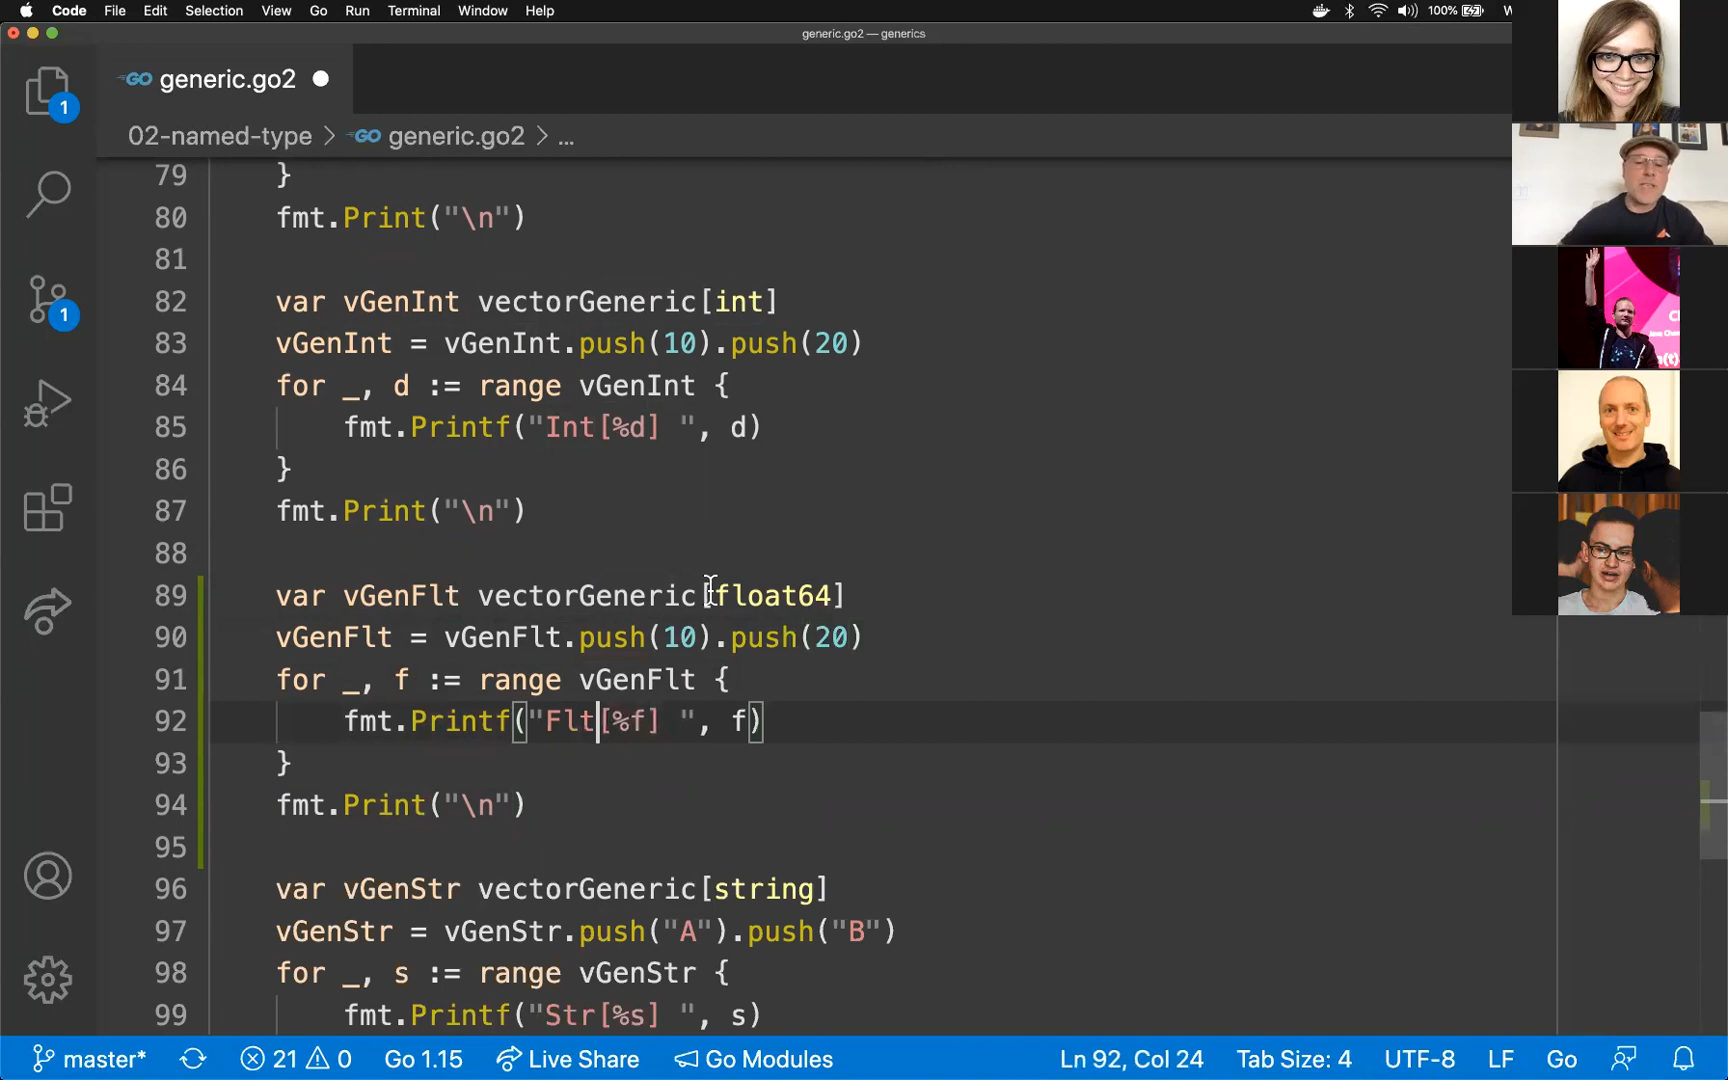 Code File Edit Selection View Go Run Terminal Window Help 100%
generic.go2 — generics
GO generic.go2
1
02-named-type > GO generic.go2 > ...
79 }
80 fmt.Print("\n")
81
82 var vGenInt vectorGeneric[int]
83 vGenInt = vGenInt.push(10).push(20)
84 for _, d := range vGenInt {
85 fmt.Printf("Int[%d] ", d)
86 }
87 fmt.Print("\n")
88
89 var vGenFlt vectorGeneric[float64]
90 vGenFlt = vGenFlt.push(10).push(20)
91 for _, f := range vGenFlt {
92 fmt.Printf("Flt[%f] ", f)
93 }
94 fmt.Print("\n")
95
96 var vGenStr vectorGeneric[string]
97 vGenStr = vGenStr.push("A").push("B")
98 for _, s := range vGenStr {
99 fmt.Printf("Str[%s] ", s)
1
master* 21 0 Go 1.15 Live Share Go Modules Ln 92, Col 24 Tab Size: 4 UTF-8 LF Go